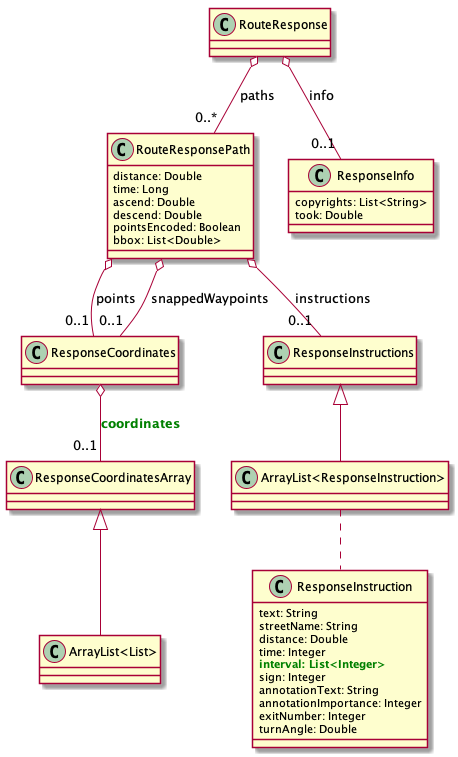 C RouteResponse
paths
info
0..*
0..1
C RouteResponsePath
distance: Double
time: Long
ascend: Double
descend: Double
pointsEncoded: Boolean
bbox: List<Double>
C ResponseInfo
copyrights: List<String>
took: Double
points
snappedWaypoints
instructions
0..1
0..1
0..1
C ResponseCoordinates
C ResponseInstructions
coordinates
0..1
C ResponseCoordinatesArray
C ArrayList<ResponseInstruction>
C ResponseInstruction
text: String
streetName: String
distance: Double
time: Integer
interval: List<Integer>
sign: Integer
annotationText: String
annotationImportance: Integer
exitNumber: Integer
turnAngle: Double
C ArrayList<List>